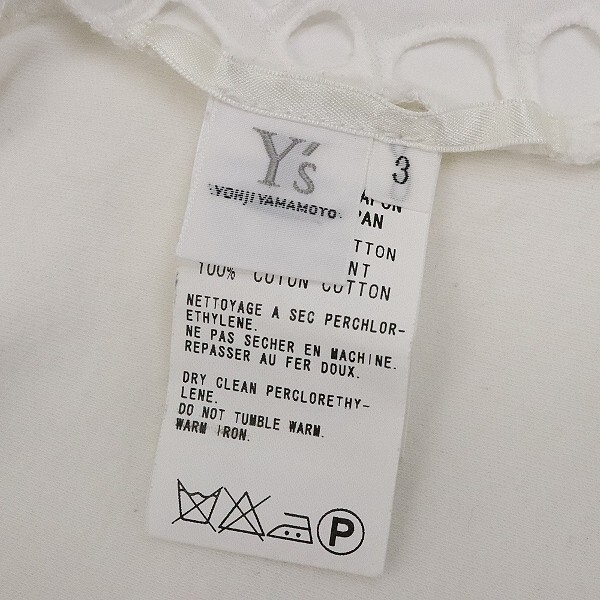 Y's
YOHJI YAMAMOTO
3
APON
PAN
TTON
NT
100% COTON COTTON
NETTOYAGE A SEC PERCHLOR-
ETHYLENE.
NE PAS SECHER EN MACHINE.
REPASSER AU FER DOUX.
DRY CLEAN PERCLORETHY-
LENE.
DO NOT TUMBLE WARM.
WARM IRON.
P